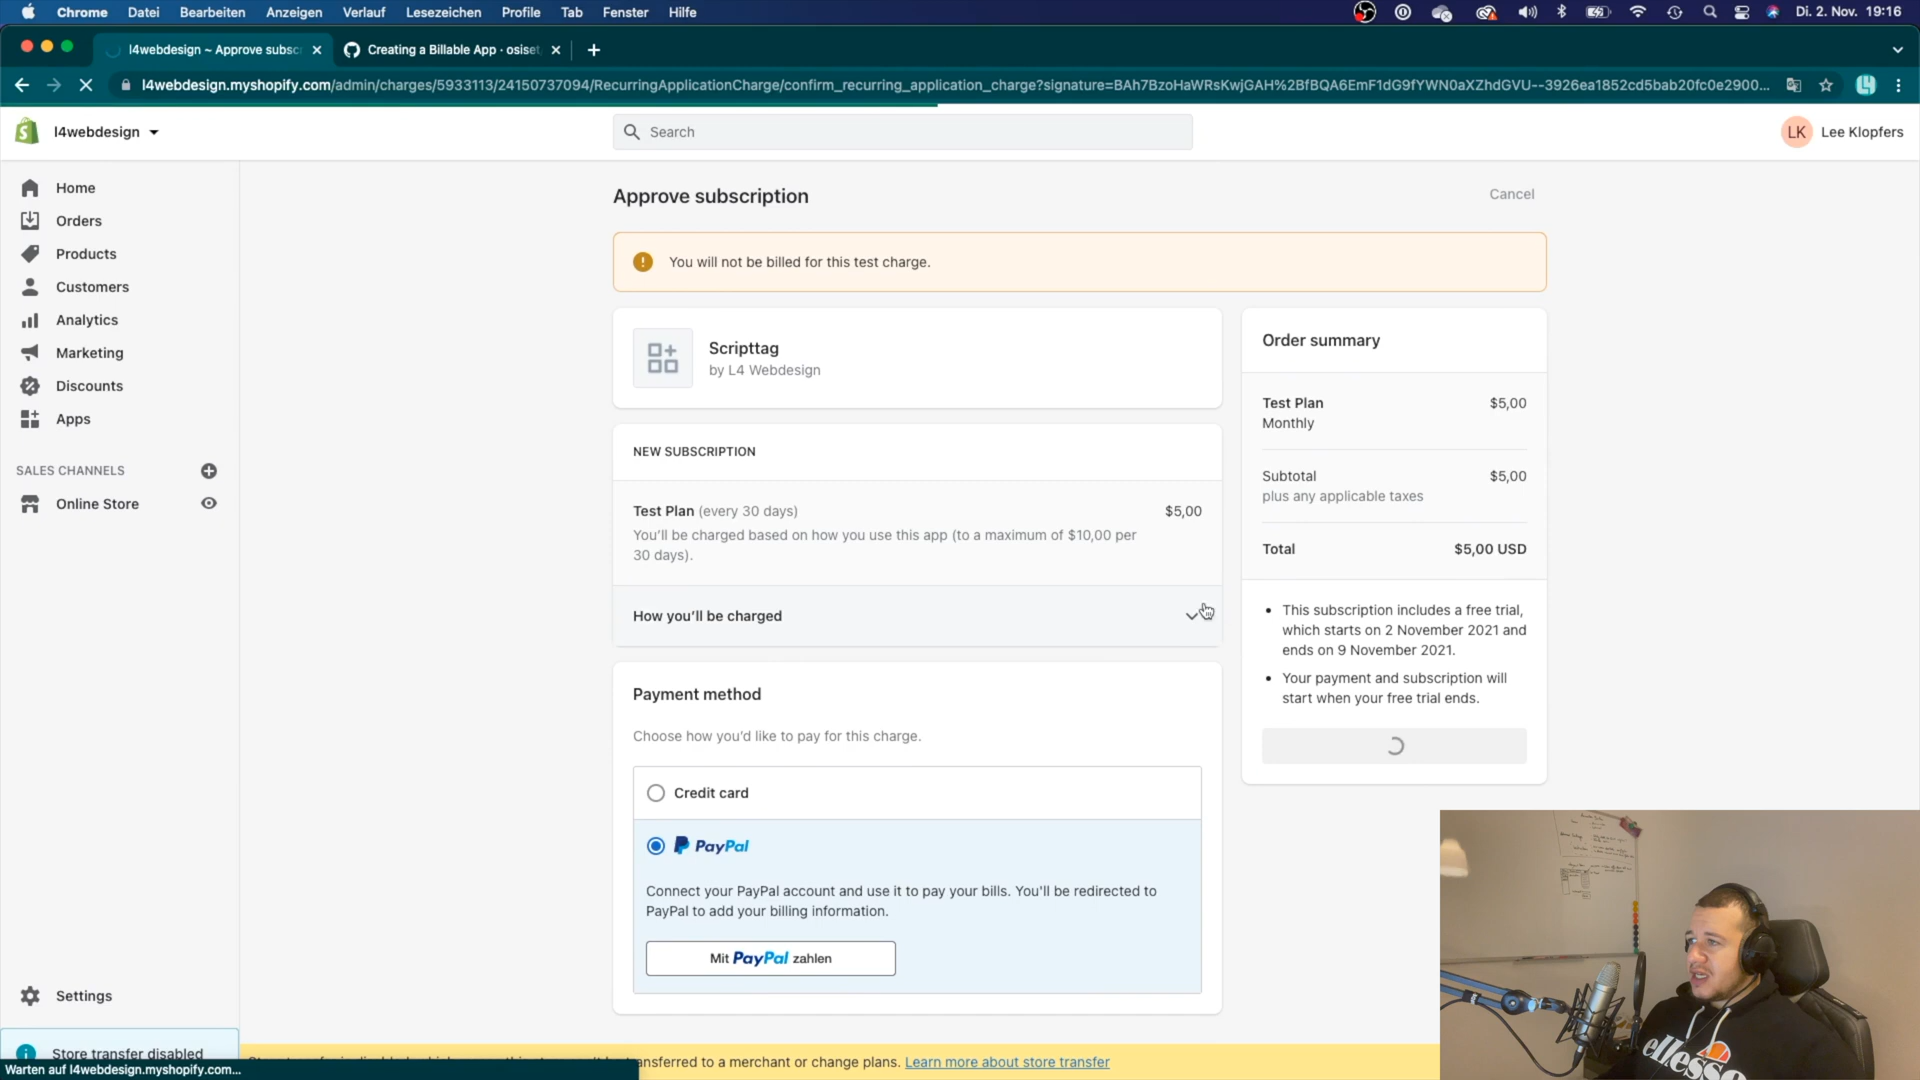 Chrome Datei Bearbeiten Anzeigen Verlauf Lesezeichen Profile Tab Fenster Hilfe Di. 2. Nov. 19:16
l4webdesign ~ Approve subsc Creating a Billable App · osiset
l4webdesign.myshopify.com/admin/charges/5933113/24150737094/RecurringApplicationCharge/confirm_recurring_application_charge?signature=BAh7BzoHaWRsKwjGAH%2BfBQA6EmF1dG9fYWN0aXZhdGVU--3926ea1852cd5bab20fc0e2900...
l4webdesign
Search
LK Lee Klopfers
Home
Orders
Products
Customers
Analytics
Marketing
Discounts
Apps
SALES CHANNELS
Online Store
Settings
Store transfer disabled
Approve subscription
Cancel
You will not be billed for this test charge.
Scripttag
by L4 Webdesign
NEW SUBSCRIPTION
Test Plan (every 30 days) $5,00
You'll be charged based on how you use this app (to a maximum of $10,00 per
30 days).
How you'll be charged
Payment method
Choose how you'd like to pay for this charge.
Credit card
PayPal
Connect your PayPal account and use it to pay your bills. You'll be redirected to
PayPal to add your billing information.
Mit PayPal zahlen
Order summary
Test Plan $5,00
Monthly
Subtotal $5,00
plus any applicable taxes
Total $5,00 USD
This subscription includes a free trial,
which starts on 2 November 2021 and
ends on 9 November 2021.
Your payment and subscription will
start when your free trial ends.
transferred to a merchant or change plans. Learn more about store transfer
Warten auf l4webdesign.myshopify.com...
ellesse